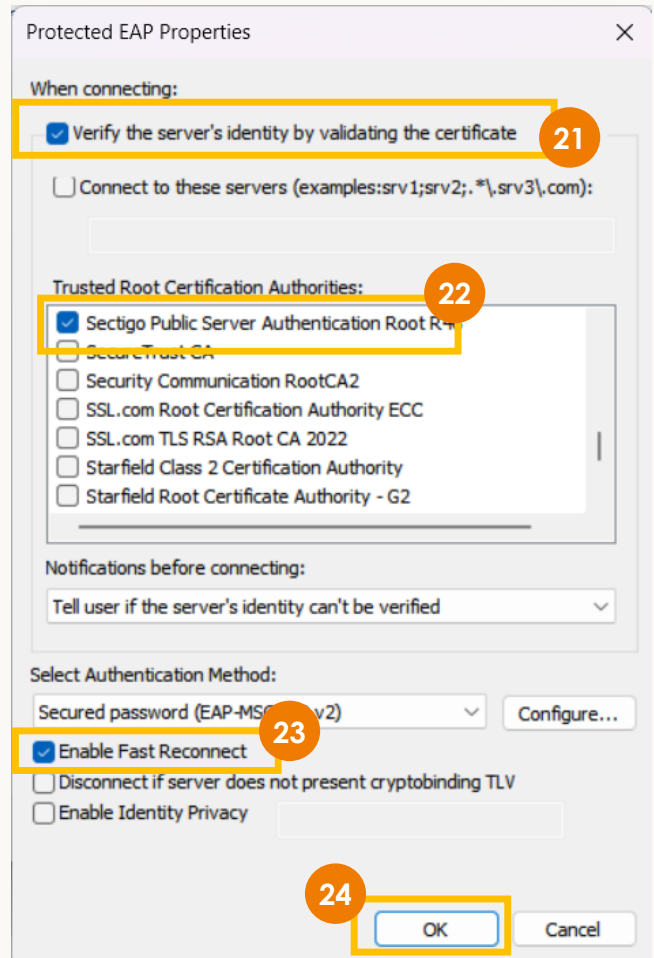 Protected EAP Properties
When connecting:
Verify the server's identity by validating the certificate
21
Connect to these servers (examples:srv1;srv2;.*\.srv3\.com):
Trusted Root Certification Authorities:
22
Sectigo Public Server Authentication Root
SecureTrust CA
Security Communication RootCA2
SSL.com Root Certification Authority ECC
SSL.com TLS RSA Root CA 2022
Starfield Class 2 Certification Authority
Starfield Root Certificate Authority - G2
Notifications before connecting:
Tell user if the server's identity can't be verified
Select Authentication Method:
Secured password v2)
Configure...
23
Enable Fast Reconnect
Disconnect if server does not present cryptobinding TLV
Enable Identity Privacy
24
OK
Cancel